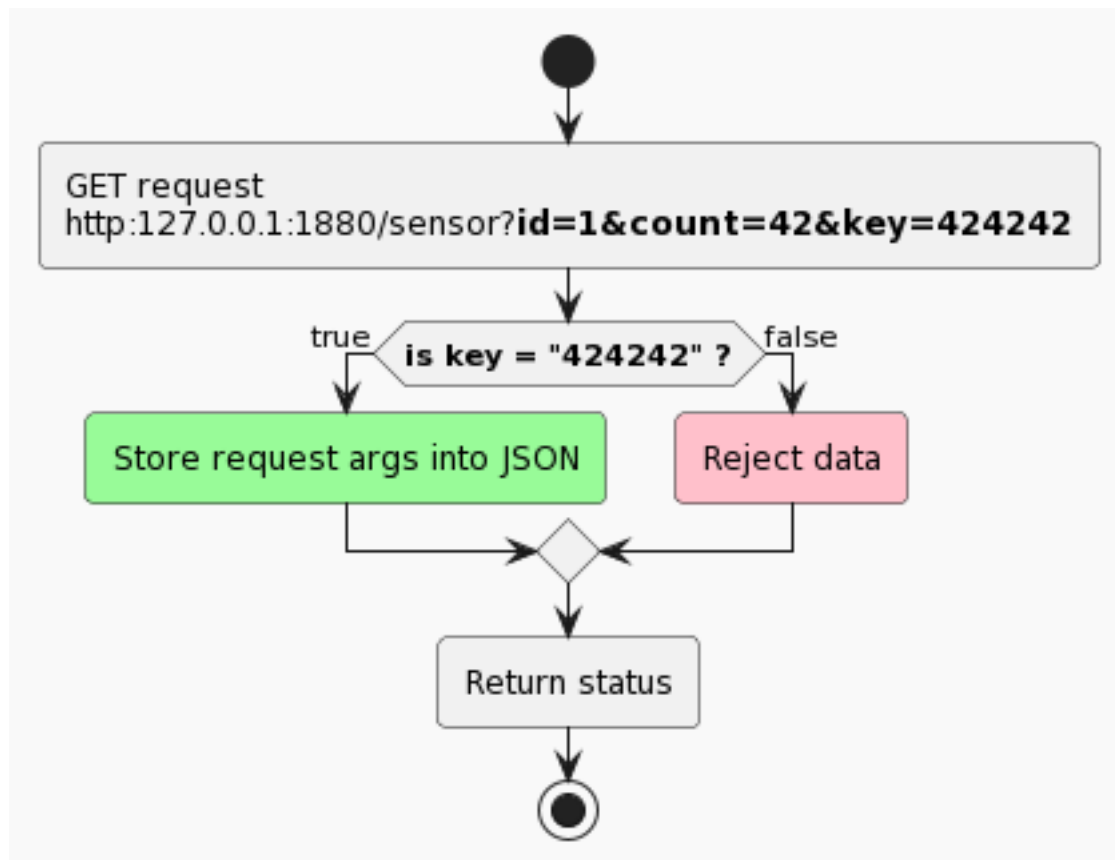 GET request
http:127.0.0.1:1880/sensor?id=1&count=42&key=424242
true
is key = "424242" ?
false
Store request args into JSON
Reject data
Return status